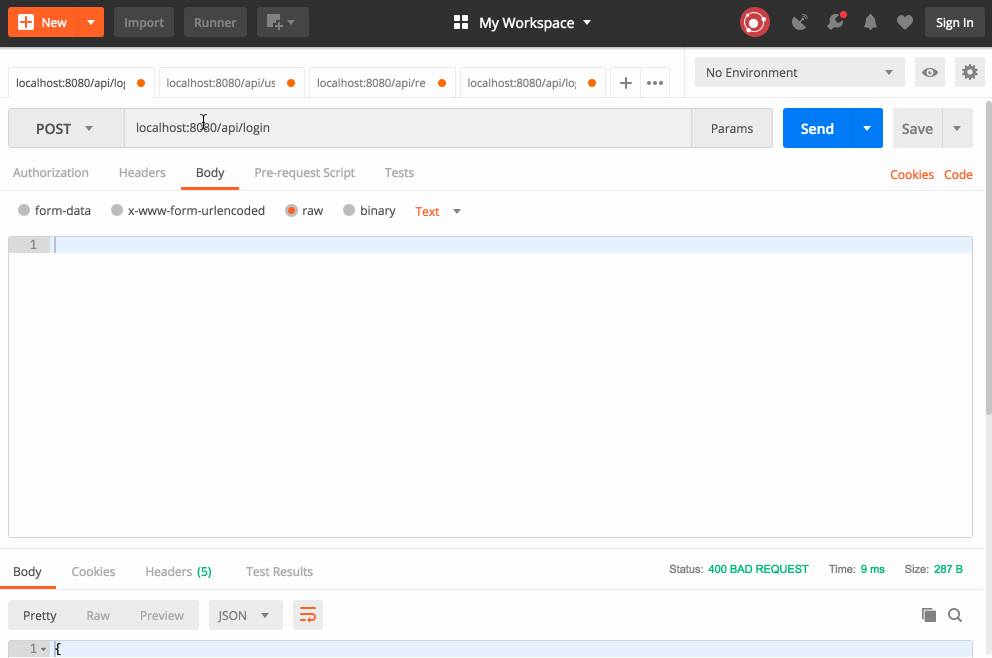 New Import Runner My Workspace Sign In
localhost:8080/api/log localhost:8080/api/us localhost:8080/api/re localhost:8080/api/log No Environment
POST localhost:8080/api/login Params Send Save
Authorization Headers Body Pre-request Script Tests Cookies Code
form-data x-www-form-urlencoded raw binary Text
1
Body Cookies Headers (5) Test Results Status: 400 BAD REQUEST Time: 9 ms Size: 287 B
Pretty Raw Preview JSON
1 {